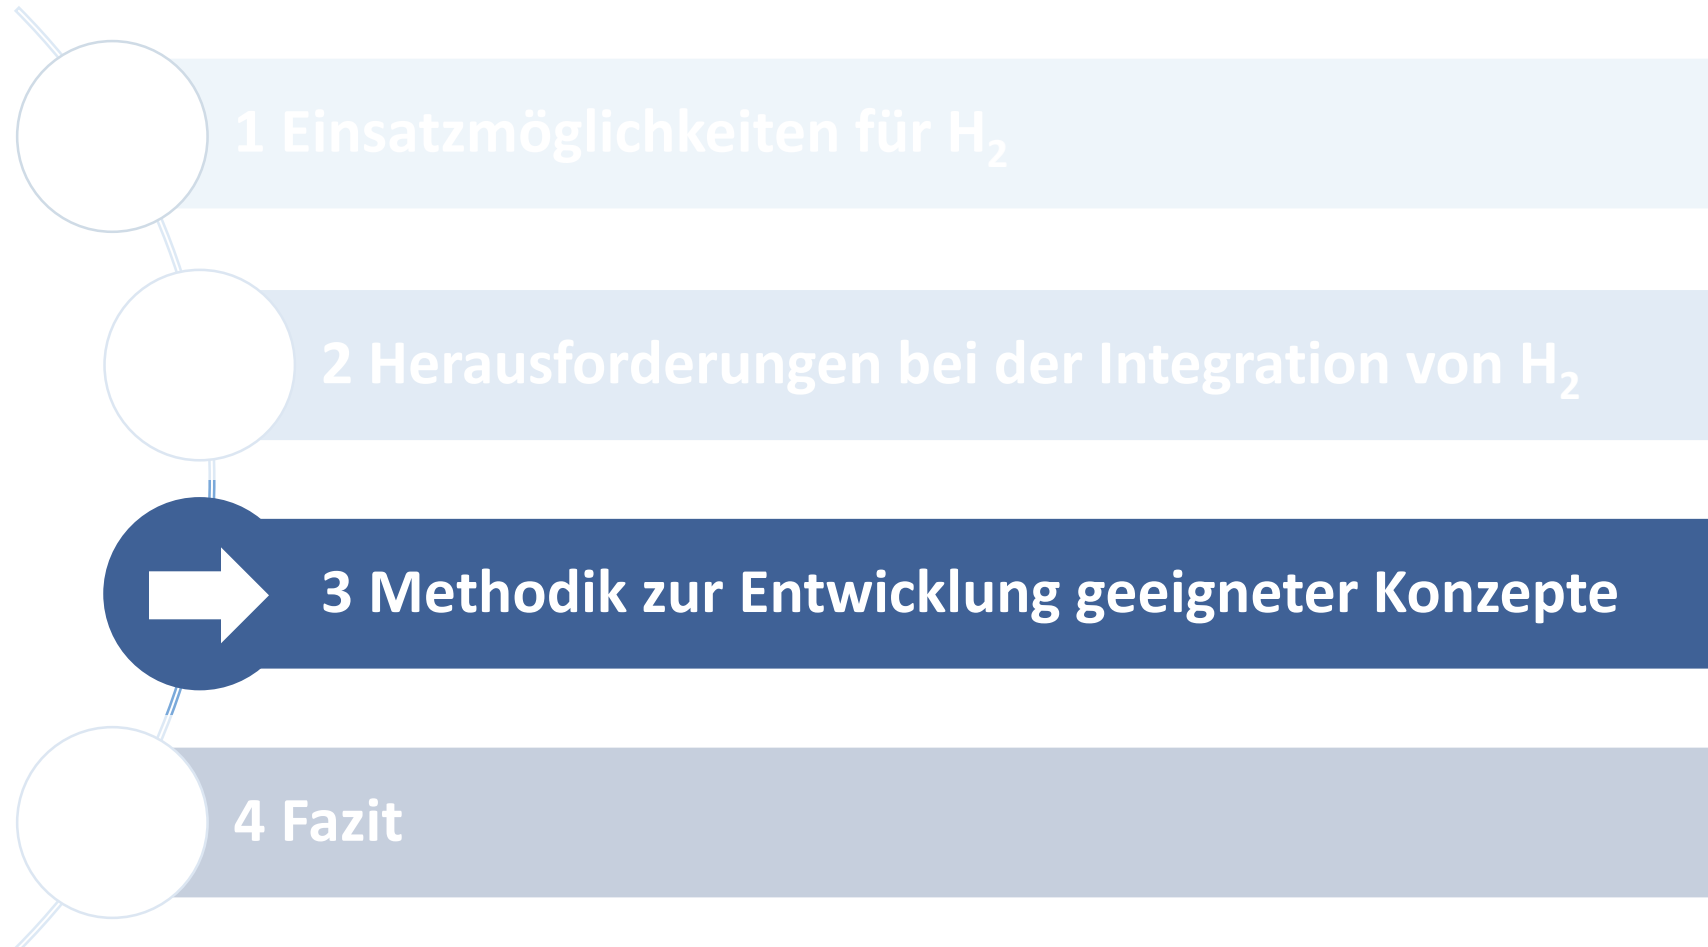 1 Einsatzmöglichkeiten für H₂
2 Herausforderungen bei der Integration von H₂
3 Methodik zur Entwicklung geeigneter Konzepte
4 Fazit